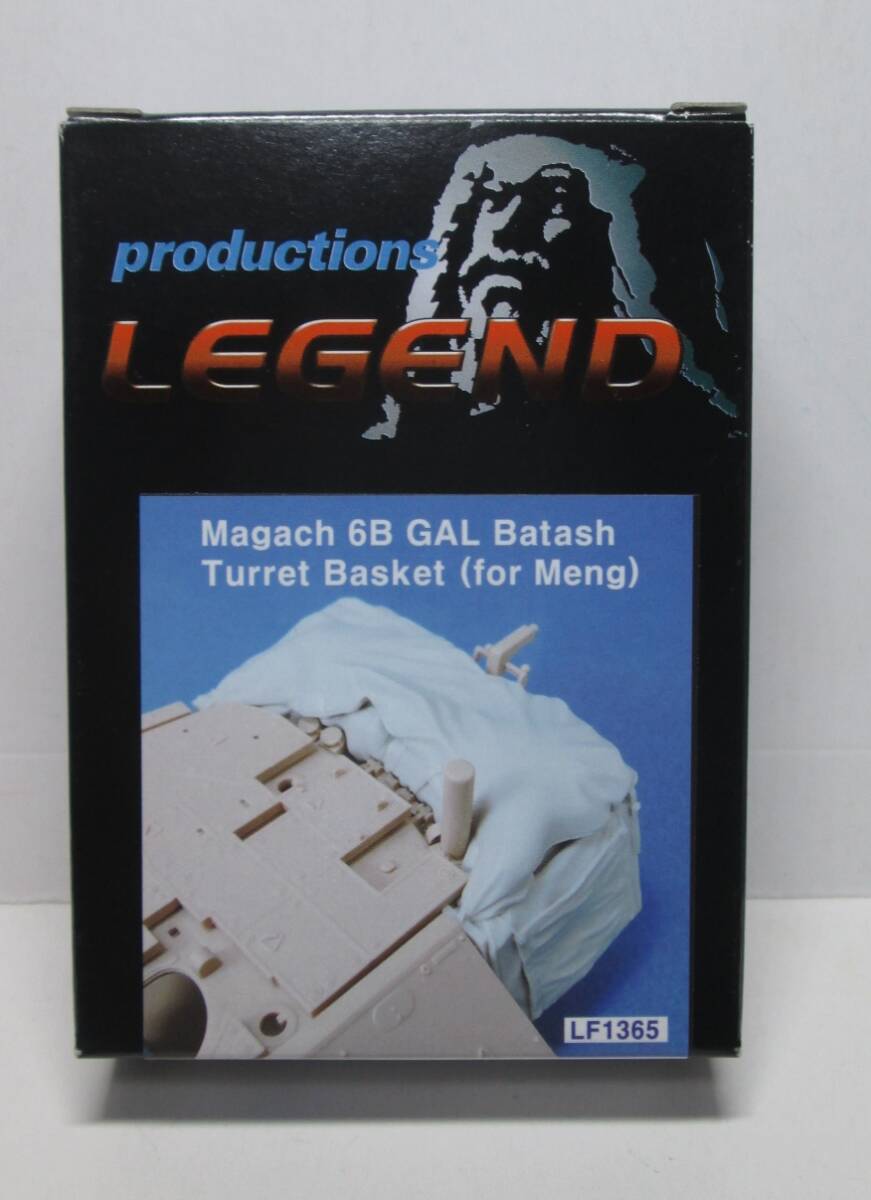 productions
LEGEND
Magach 6B GAL Batash
Turret Basket (for Meng)
LF1365